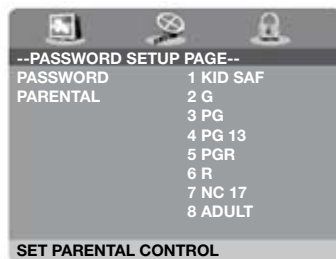 --PASSWORD SETUP PAGE--
PASSWORD 1 KID SAF
PARENTAL 2 G
3 PG
4 PG 13
5 PGR
6 R
7 NC 17
8 ADULT
SET PARENTAL CONTROL